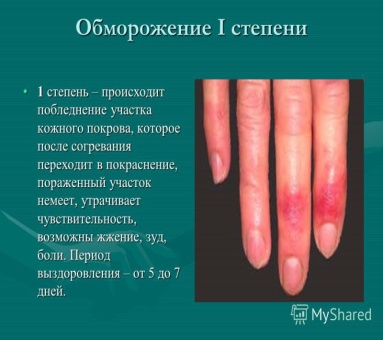 Обморожение I степени
• 1 степень – происходит
побледнение участка
кожного покрова, которое
после согревания
переходит в покраснение,
пораженный участок
немеет, утрачивает
чувствительность,
возможны жжение, зуд,
боли. Период
выздоровления – от 5 до 7
дней.
MyShared